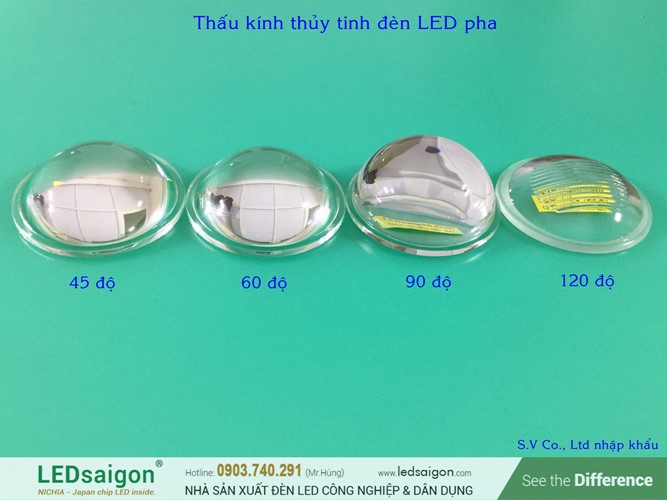 Thấu kính thủy tinh đèn LED pha
45 độ
60 độ
90 độ
120 độ
S.V Co., Ltd nhập khẩu
LEDsaigon®
NICHIA - Japan chip LED inside.
Hotline: 0903.740.291 (Mr.Hùng) www.ledsaigon.com
NHÀ SẢN XUẤT ĐÈN LED CÔNG NGHIỆP & DÂN DỤNG
See the Difference